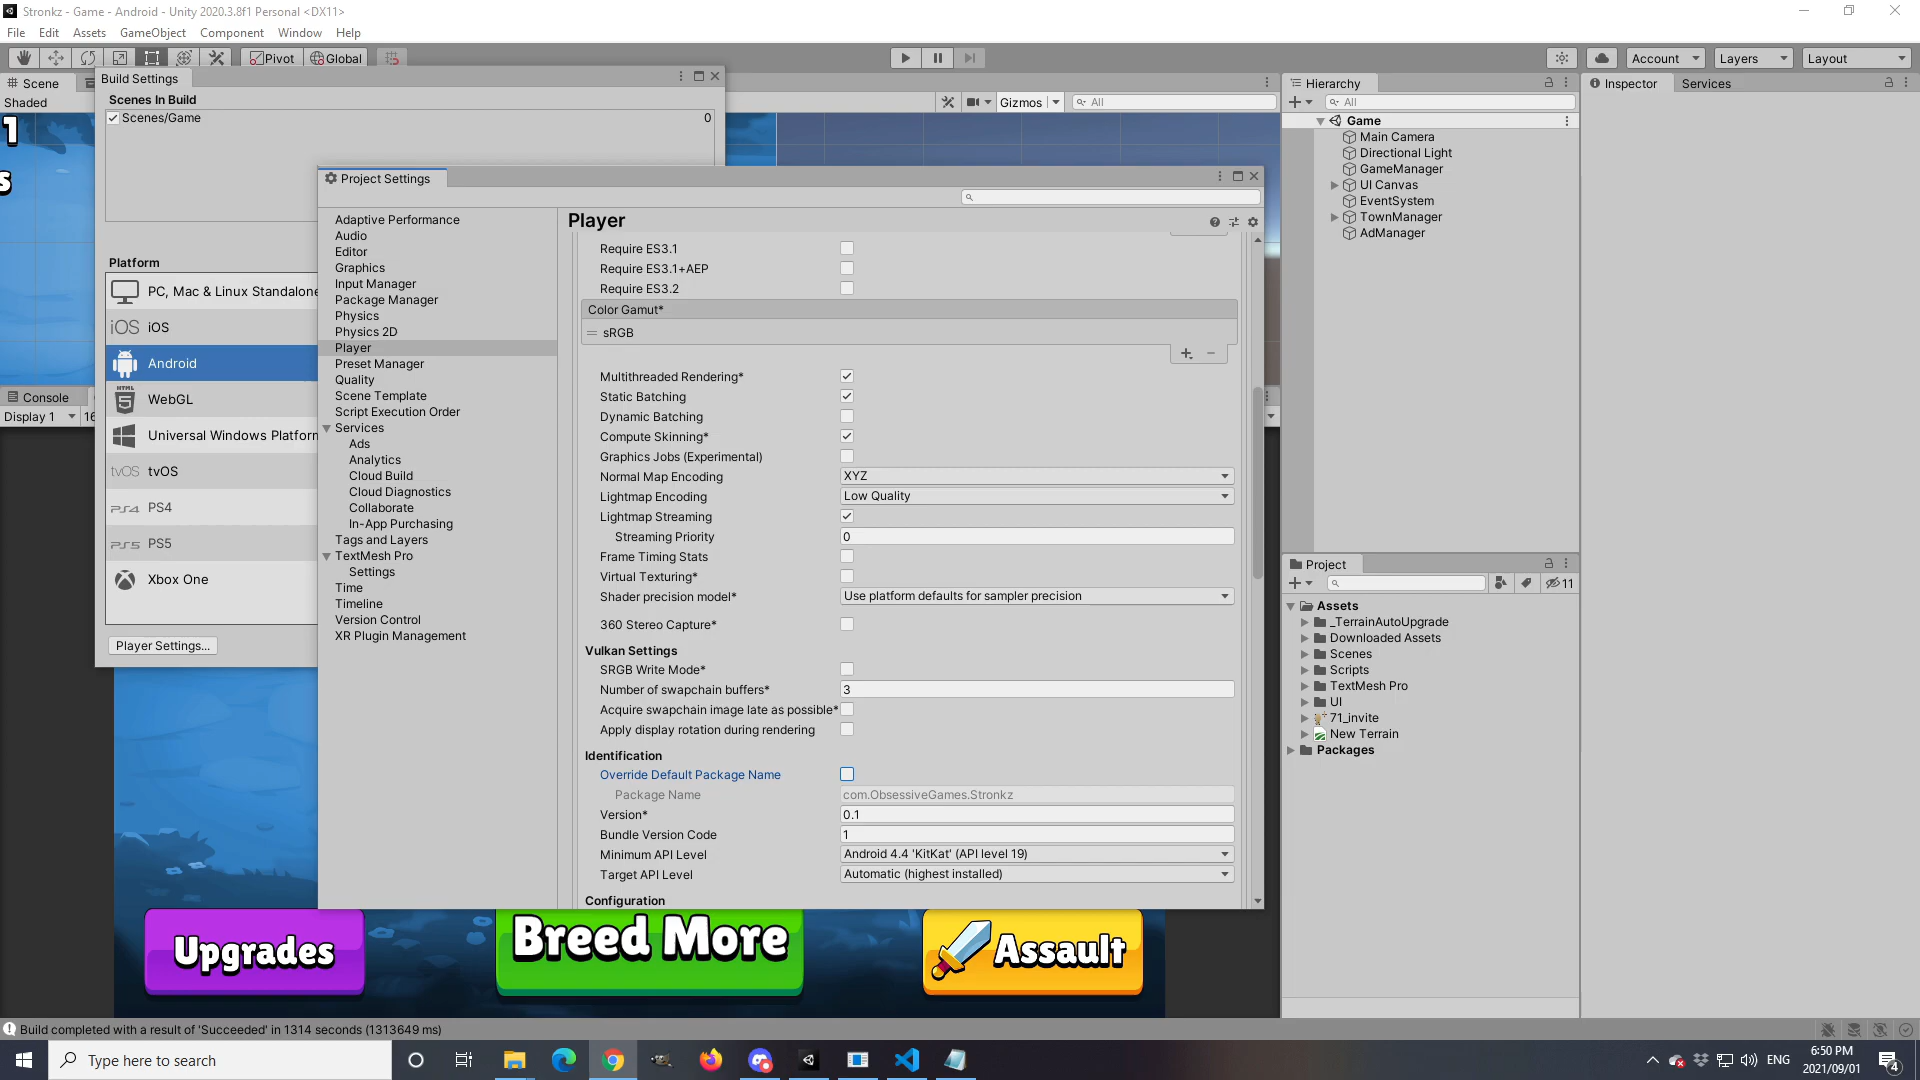 Stronkz - Game - Android - Unity 2020.3.8f1 Personal <DX11>
File Edit Assets GameObject Component Window Help
Pivot Global Account Layers Layout
Scene
Shaded
Gizmos All
1
s
Build Settings
Scenes In Build
Scenes/Game 0
Platform
PC, Mac & Linux Standalone
iOS iOS
Android
HTML 5 WebGL
Universal Windows Platform
tvOS tvOS
PS4 PS4
PS5 PS5
Xbox One
Player Settings...
Console
Display 1 16
Project Settings
Adaptive Performance
Audio
Editor
Graphics
Input Manager
Package Manager
Physics
Physics 2D
Player
Preset Manager
Quality
Scene Template
Script Execution Order
Services
Ads
Analytics
Cloud Build
Cloud Diagnostics
Collaborate
In-App Purchasing
Tags and Layers
TextMesh Pro
Settings
Time
Timeline
Version Control
XR Plugin Management
Player
Require ES3.1
Require ES3.1+AEP
Require ES3.2
Color Gamut*
sRGB
Multithreaded Rendering*
Static Batching
Dynamic Batching
Compute Skinning*
Graphics Jobs (Experimental)
Normal Map Encoding XYZ
Lightmap Encoding Low Quality
Lightmap Streaming
Streaming Priority 0
Frame Timing Stats
Virtual Texturing*
Shader precision model* Use platform defaults for sampler precision
360 Stereo Capture*
Vulkan Settings
SRGB Write Mode*
Number of swapchain buffers* 3
Acquire swapchain image late as possible*
Apply display rotation during rendering
Identification
Override Default Package Name
Package Name com.ObsessiveGames.Stronkz
Version* 0.1
Bundle Version Code 1
Minimum API Level Android 4.4 'KitKat' (API level 19)
Target API Level Automatic (highest installed)
Configuration
Hierarchy
All
Game
Main Camera
Directional Light
GameManager
UI Canvas
EventSystem
TownManager
AdManager
Inspector Services
Project
11
Assets
_TerrainAutoUpgrade
Downloaded Assets
Scenes
Scripts
TextMesh Pro
UI
71_invite
New Terrain
Packages
Upgrades
Breed More
Assault
Build completed with a result of 'Succeeded' in 1314 seconds (1313649 ms)
Type here to search
ENG
6:50 PM
2021/09/01
4